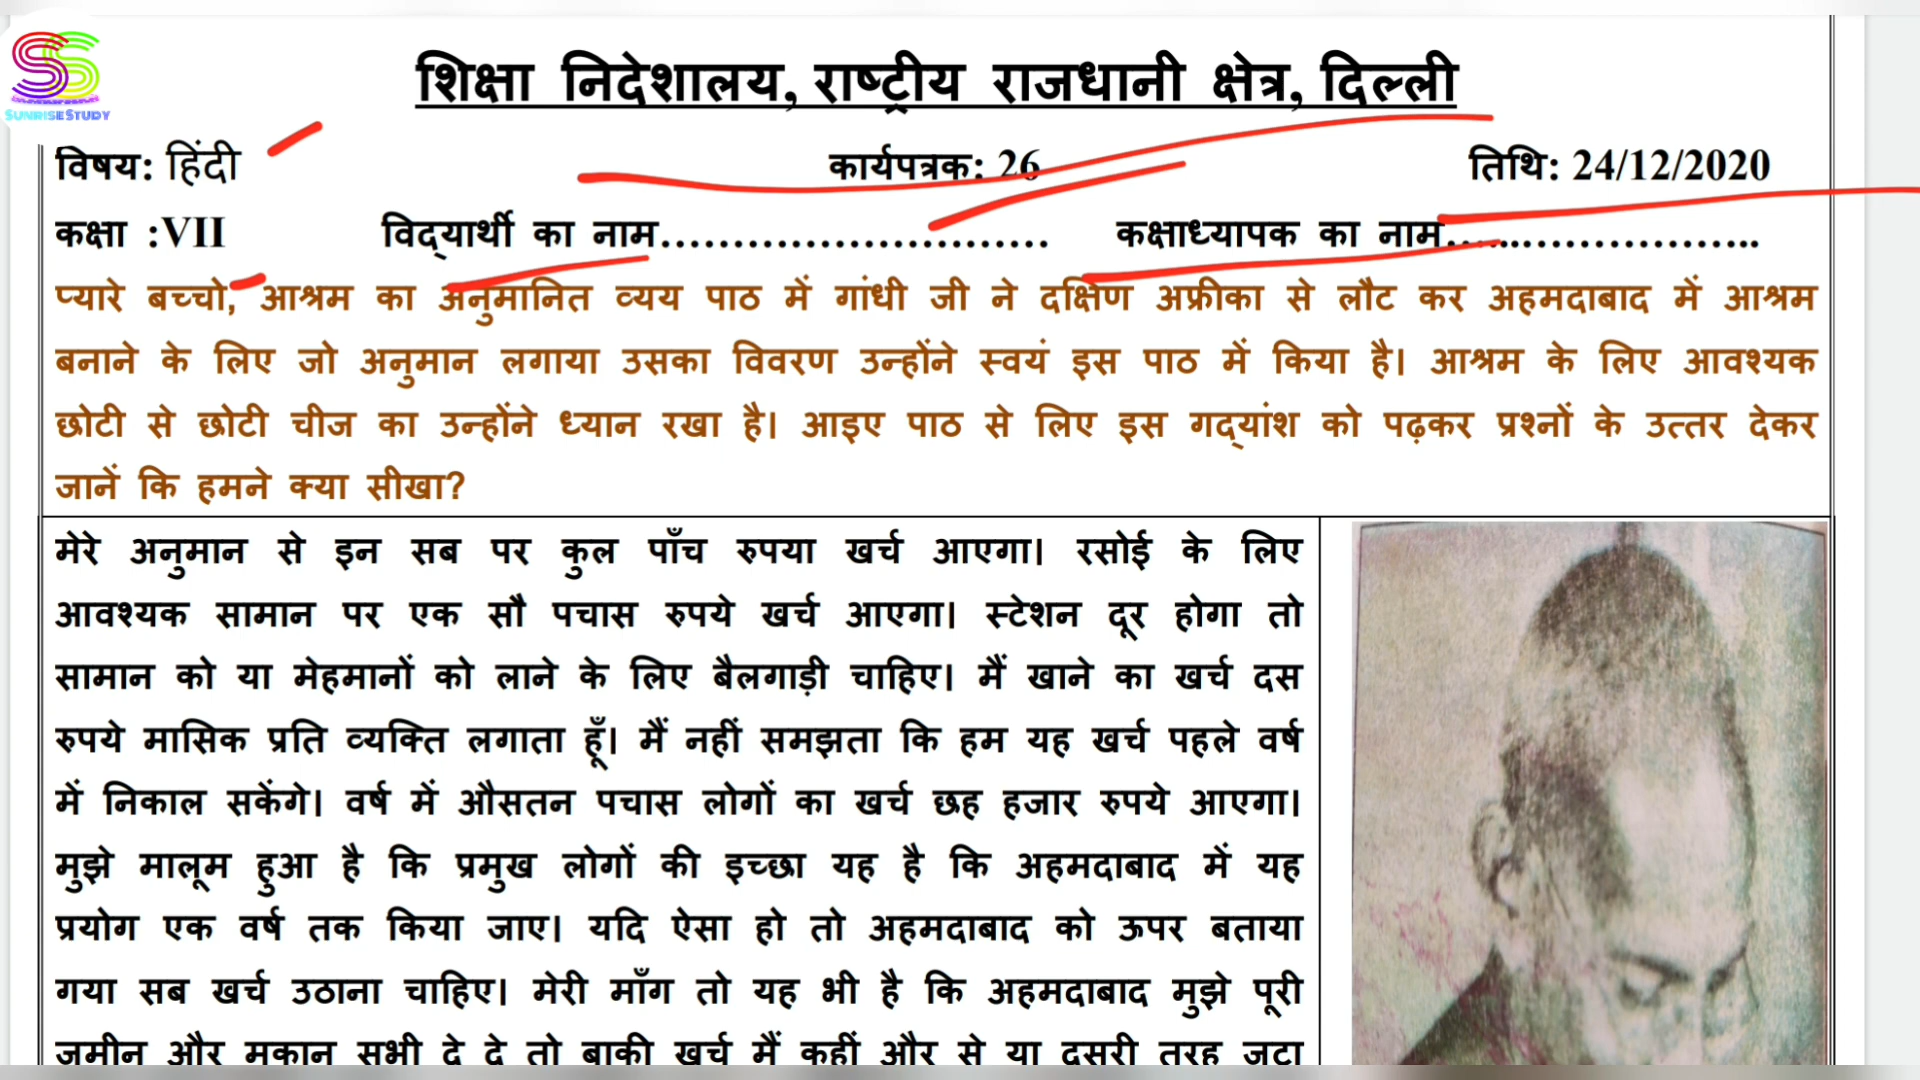 SS
SUNRISE STUDY
शिक्षा निदेशालय, राष्ट्रीय राजधानी क्षेत्र, दिल्ली
विषय: हिंदी कार्यपत्रक: 26 तिथि: 24/12/2020
कक्षा :VII विद्यार्थी का नाम........................... कक्षाध्यापक का नाम......................
प्यारे बच्चो, आश्रम का अनुमानित व्यय पाठ में गांधी जी ने दक्षिण अफ्रीका से लौट कर अहमदाबाद में आश्रम
बनाने के लिए जो अनुमान लगाया उसका विवरण उन्होंने स्वयं इस पाठ में किया है। आश्रम के लिए आवश्यक
छोटी से छोटी चीज का उन्होंने ध्यान रखा है। आइए पाठ से लिए इस गद्यांश को पढ़कर प्रश्नों के उत्तर देकर
जानें कि हमने क्या सीखा?
मेरे अनुमान से इन सब पर कुल पाँच रुपया खर्च आएगा। रसोई के लिए
आवश्यक सामान पर एक सौ पचास रुपये खर्च आएगा। स्टेशन दूर होगा तो
सामान को या मेहमानों को लाने के लिए बैलगाड़ी चाहिए। मैं खाने का खर्च दस
रुपये मासिक प्रति व्यक्ति लगाता हूँ। मैं नहीं समझता कि हम यह खर्च पहले वर्ष
में निकाल सकेंगे। वर्ष में औसतन पचास लोगों का खर्च छह हजार रुपये आएगा।
मुझे मालूम हुआ है कि प्रमुख लोगों की इच्छा यह है कि अहमदाबाद में यह
प्रयोग एक वर्ष तक किया जाए। यदि ऐसा हो तो अहमदाबाद को ऊपर बताया
गया सब खर्च उठाना चाहिए। मेरी माँग तो यह भी है कि अहमदाबाद मुझे पूरी
जमीन और मकान सभी दे दे तो बाकी खर्च मैं कहीं और से या दूसरी तरह जुटा